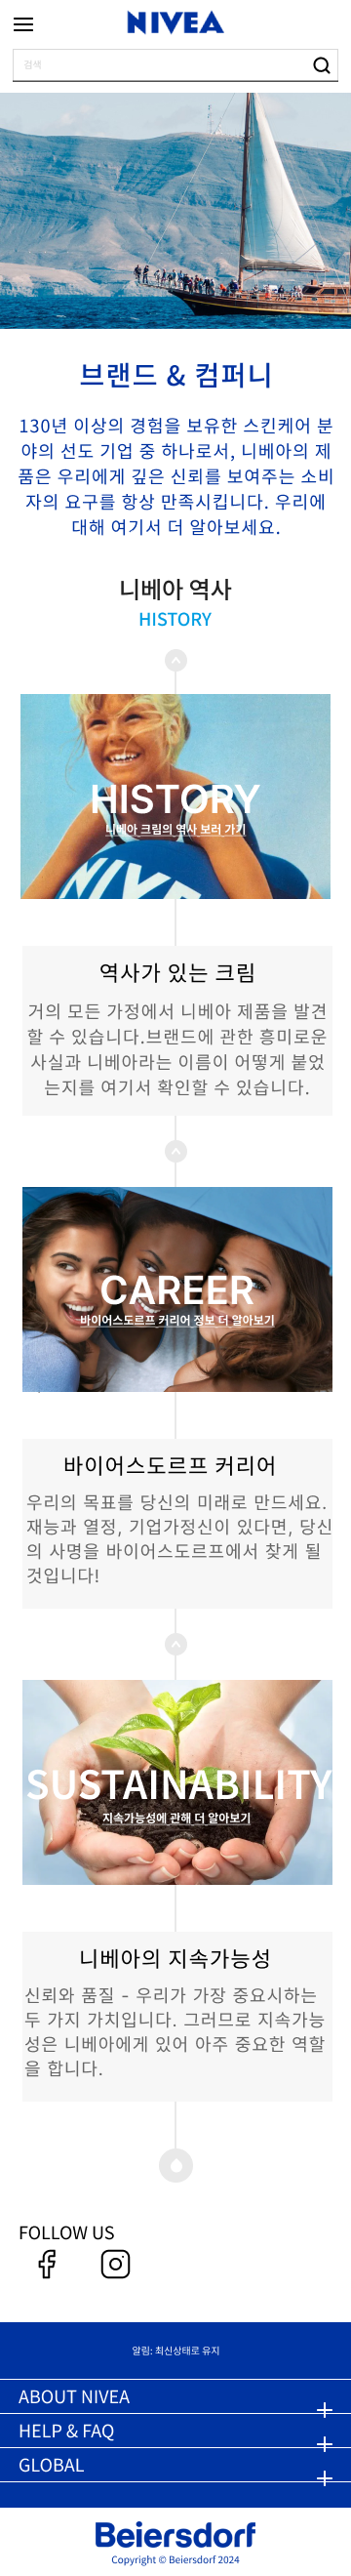 NIVEA
검색
브랜드 & 컴퍼니
130년 이상의 경험을 보유한 스킨케어 분
야의 선도 기업 중 하나로서, 니베아의 제
품은 우리에게 깊은 신뢰를 보여주는 소비
자의 요구를 항상 만족시킵니다. 우리에
대해 여기서 더 알아보세요.
니베아 역사
HISTORY
HISTORY
니베아 크림의 역사 보러 가기
NIVE
역사가 있는 크림
거의 모든 가정에서 니베아 제품을 발견
할 수 있습니다.브랜드에 관한 흥미로운
사실과 니베아라는 이름이 어떻게 붙었
는지를 여기서 확인할 수 있습니다.
CAREER
바이어스도르프 커리어 정보 더 알아보기
바이어스도르프 커리어
우리의 목표를 당신의 미래로 만드세요.
재능과 열정, 기업가정신이 있다면, 당신
의 사명을 바이어스도르프에서 찾게 될
것입니다!
SUSTAINABILITY
지속가능성에 관해 더 알아보기
니베아의 지속가능성
신뢰와 품질 - 우리가 가장 중요시하는
두 가지 가치입니다. 그러므로 지속가능
성은 니베아에게 있어 아주 중요한 역할
을 합니다.
FOLLOW US
알림: 최신상태로 유지
ABOUT NIVEA
HELP & FAQ
GLOBAL
Beiersdorf
Copyright © Beiersdorf 2024